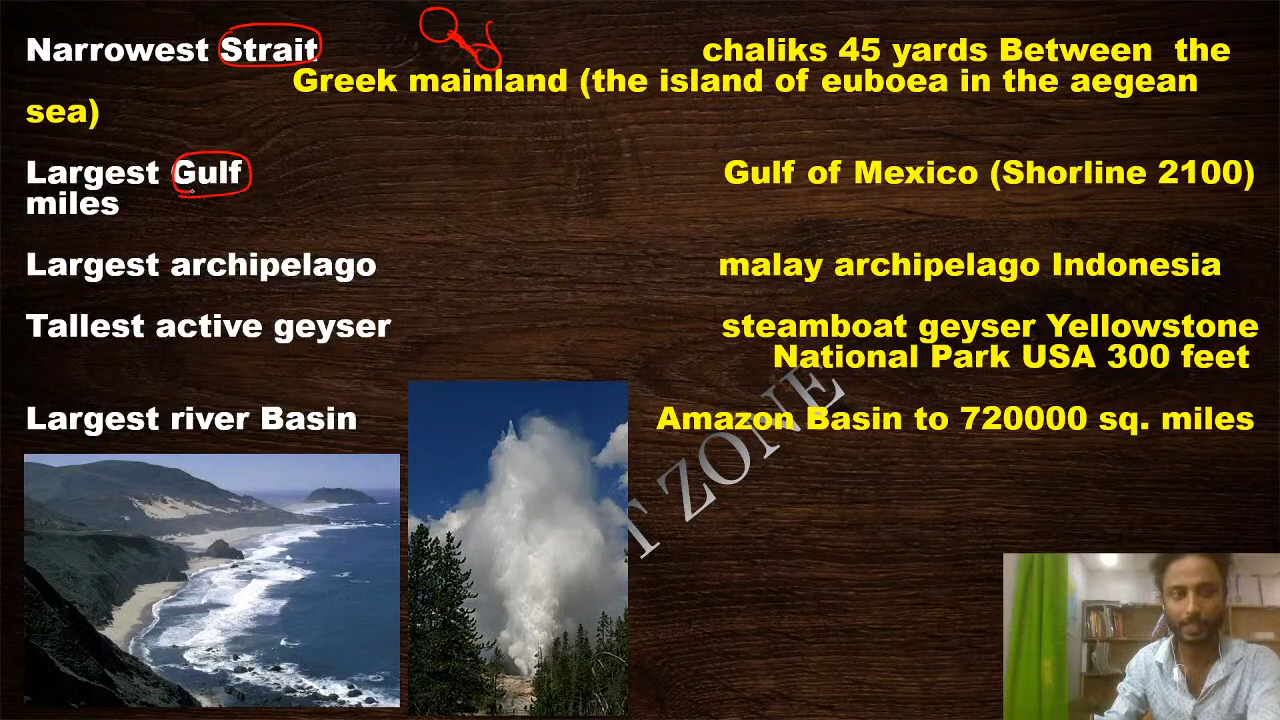 Narrowest Strait chaliks 45 yards Between the
Greek mainland (the island of euboea in the aegean
sea)
Largest Gulf Gulf of Mexico (Shorline 2100)
miles
Largest archipelago malay archipelago Indonesia
Tallest active geyser steamboat geyser Yellowstone
National Park USA 300 feet
Largest river Basin Amazon Basin to 720000 sq. miles
T ZONE